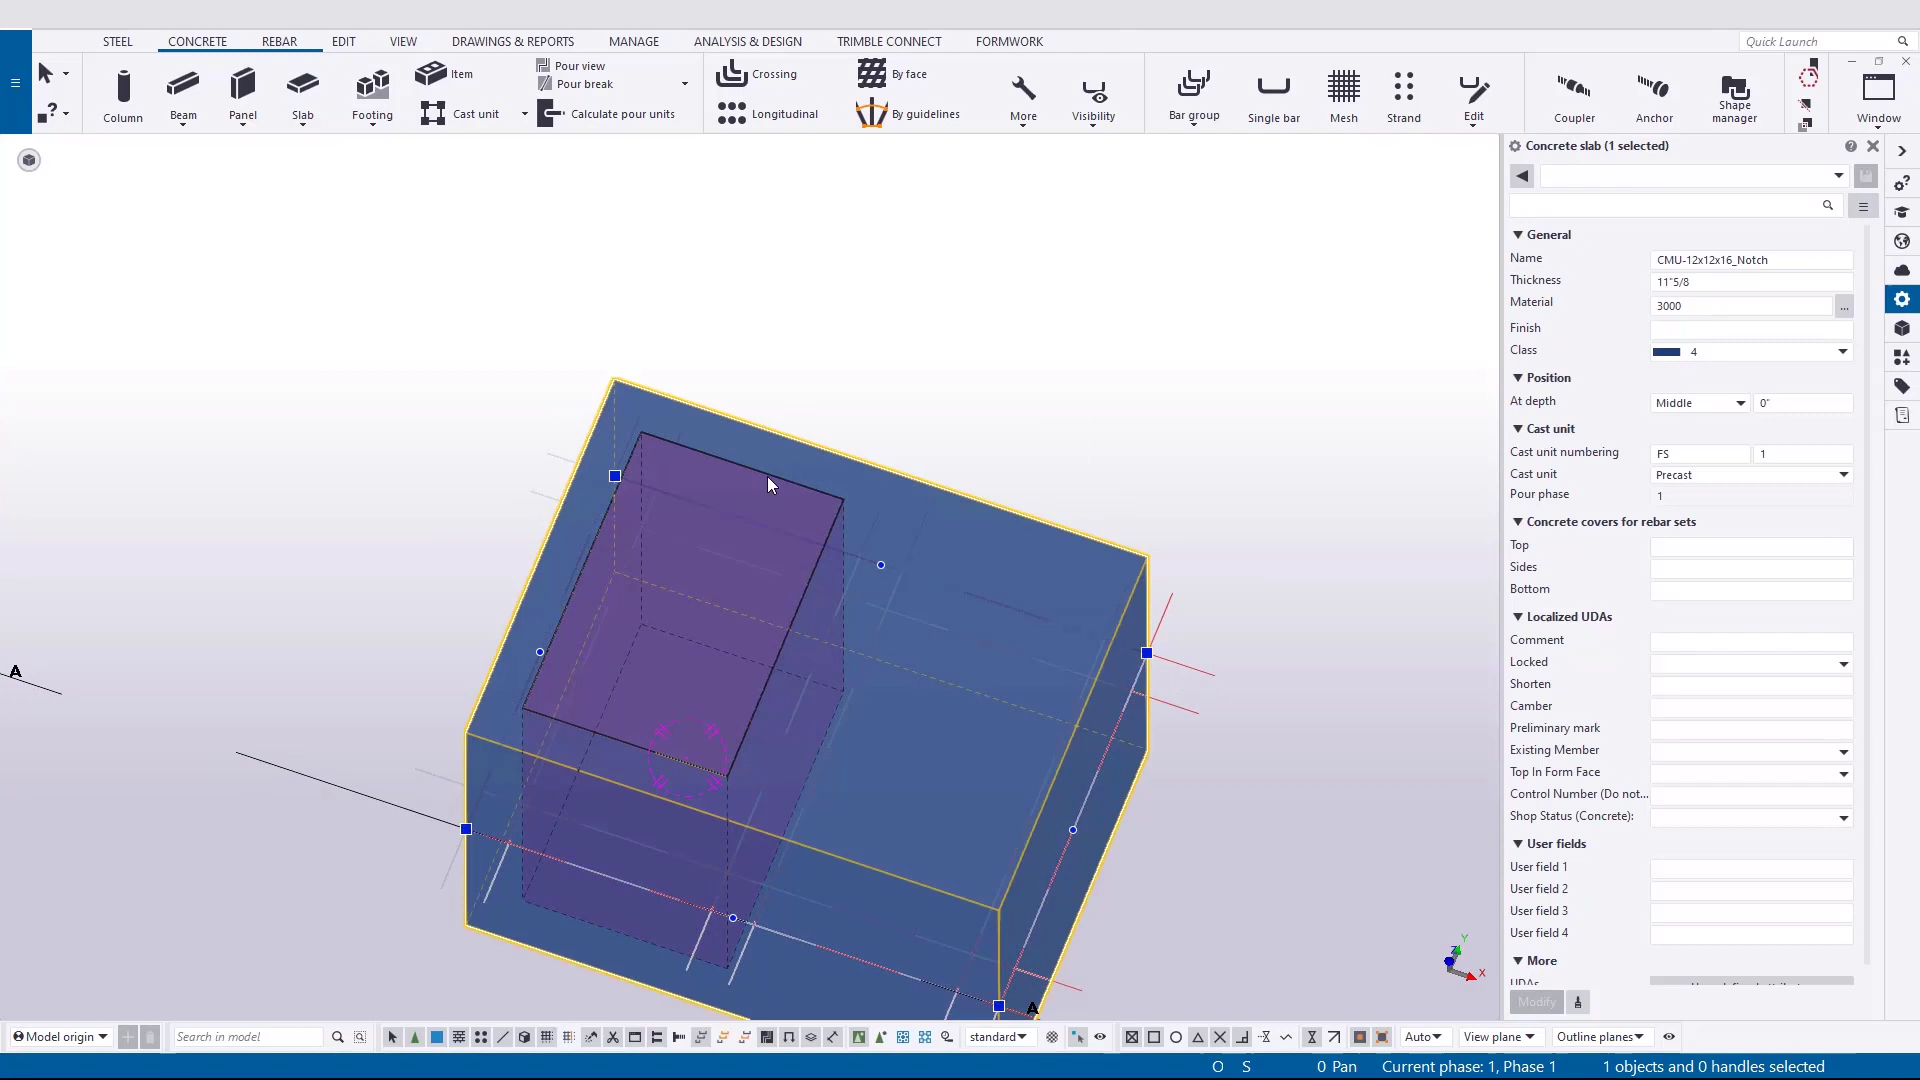 STEEL CONCRETE REBAR EDIT VIEW DRAWINGS & REPORTS MANAGE ANALYSIS & DESIGN TRIMBLE CONNECT FORMWORK Quick Launch
Column Beam Panel Slab Footing
Item
Cast unit
Pour view
Pour break
Calculate pour units
Crossing
Longitudinal
By face
By guidelines
More Visibility Bar group Single bar Mesh Strand Edit Coupler Anchor Shape manager Window
Concrete slab (1 selected)
General
Name CMU-12x12x16_Notch
Thickness 11"5/8
Material 3000 ...
Finish
Class 4
Position
At depth Middle 0"
Cast unit
Cast unit numbering FS 1
Cast unit Precast
Pour phase 1
Concrete covers for rebar sets
Top
Sides
Bottom
Localized UDAs
Comment
Locked
Shorten
Camber
Preliminary mark
Existing Member
Top In Form Face
Control Number (Do not...
Shop Status (Concrete):
User fields
User field 1
User field 2
User field 3
User field 4
More
Modify
A
A
Y
Z
X
Model origin Search in model standard Auto View plane Outline planes
O S 0 Pan Current phase: 1, Phase 1 1 objects and 0 handles selected